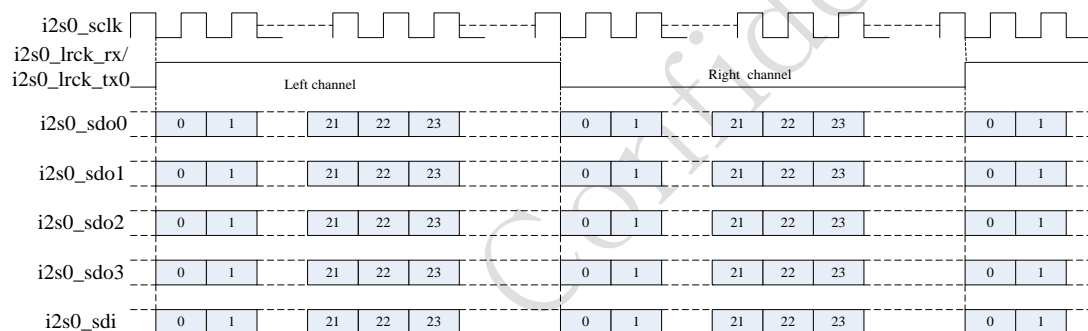 i2s0_sclk
i2s0_lrck_rx/
i2s0_lrck_tx0
Left channel
Right channel
i2s0_sdo0 0 1 21 22 23 0 1 21 22 23 0 1
i2s0_sdo1 0 1 21 22 23 0 1 21 22 23 0 1
i2s0_sdo2 0 1 21 22 23 0 1 21 22 23 0 1
i2s0_sdo3 0 1 21 22 23 0 1 21 22 23 0 1
i2s0_sdi 0 1 21 22 23 0 1 21 22 23 0 1